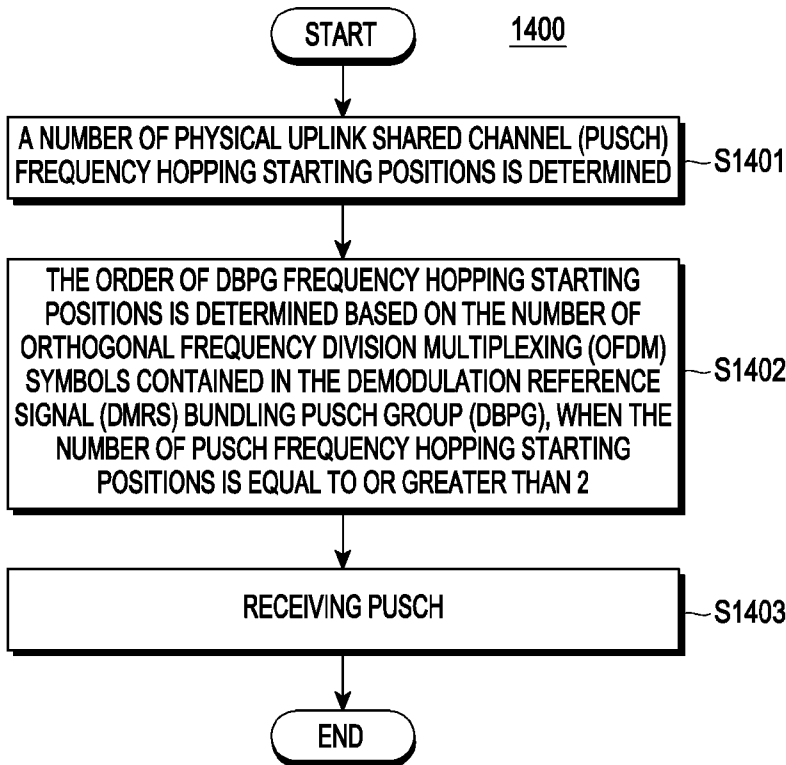 START
1400
A NUMBER OF PHYSICAL UPLINK SHARED CHANNEL (PUSCH)
FREQUENCY HOPPING STARTING POSITIONS IS DETERMINED
S1401
THE ORDER OF DBPG FREQUENCY HOPPING STARTING
POSITIONS IS DETERMINED BASED ON THE NUMBER OF
ORTHOGONAL FREQUENCY DIVISION MULTIPLEXING (OFDM)
SYMBOLS CONTAINED IN THE DEMODULATION REFERENCE
SIGNAL (DMRS) BUNDLING PUSCH GROUP (DBPG), WHEN THE
NUMBER OF PUSCH FREQUENCY HOPPING STARTING
POSITIONS IS EQUAL TO OR GREATER THAN 2
S1402
RECEIVING PUSCH
S1403
END